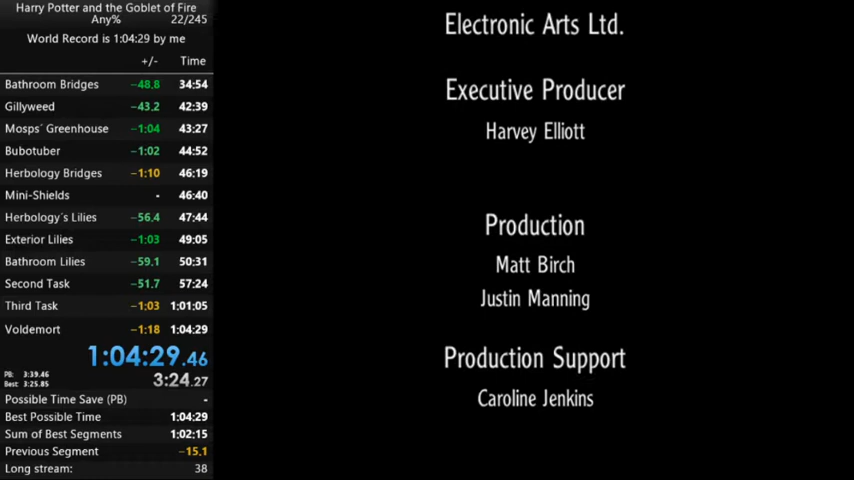 Harry Potter and the Goblet of Fire
Any% 22/245
World Record is 1:04:29 by me
+/- Time
Bathroom Bridges -48.8 34:54
Gillyweed -43.2 42:39
Mosps´ Greenhouse -1:04 43:27
Bubotuber -1:02 44:52
Herbology Bridges -1:10 46:19
Mini-Shields - 46:40
Herbology´s Lilies -56.4 47:44
Exterior Lilies -1:03 49:05
Bathroom Lilies -59.1 50:31
Second Task -51.7 57:24
Third Task -1:03 1:01:05
Voldemort -1:18 1:04:29
1:04:29.46
PB: 3:39.46
Best: 3:25.85
3:24.27
Possible Time Save (PB) -
Best Possible Time 1:04:29
Sum of Best Segments 1:02:15
Previous Segment -15.1
Long stream: 38
Electronic Arts Ltd.
Executive Producer
Harvey Elliott
Production
Matt Birch
Justin Manning
Production Support
Caroline Jenkins